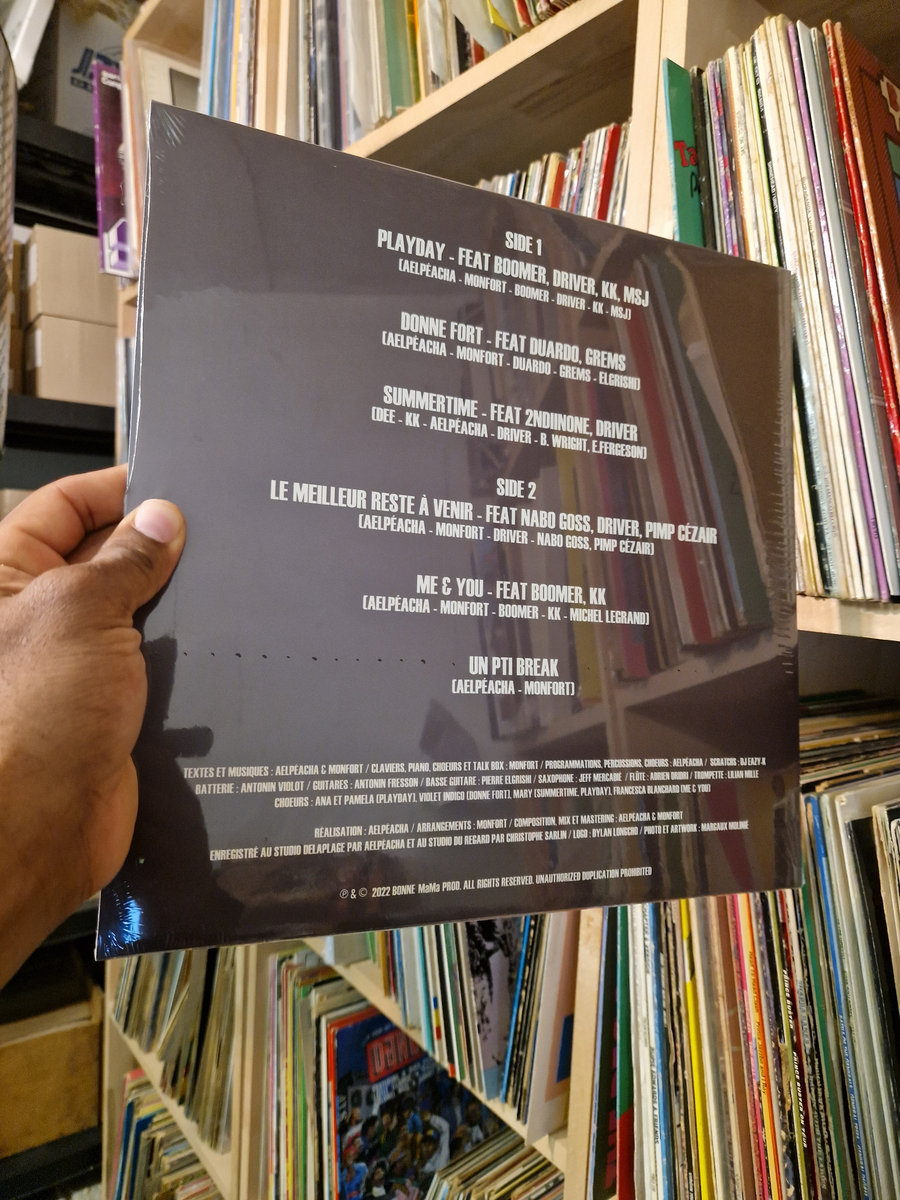 SIDE 1
PLAYDAY - FEAT BOOMER, DRIVER, KK, MSJ
(AELPÉACHA - MONFORT - BOOMER - DRIVER - KK - MSJ)
DONNE FORT - FEAT DUARDO, GREMS
(AELPÉACHA - MONFORT - DUARDO - GREMS - ELGRISHI)
SUMMERTIME - FEAT 2NDIINONE, DRIVER
(DEE - KK - AELPÉACHA - DRIVER - B. WRIGHT, E.FERGESON)
SIDE 2
LE MEILLEUR RESTE À VENIR - FEAT NABO GOSS, DRIVER, PIMP CÉZAIR
(AELPÉACHA - MONFORT - DRIVER - NABO GOSS, PIMP CÉZAIR)
ME & YOU - FEAT BOOMER, KK
(AELPÉACHA - MONFORT - BOOMER - KK - MICHEL LEGRAND)
UN PTI BREAK
(AELPÉACHA - MONFORT)
TEXTES ET MUSIQUES : AELPÉACHA & MONFORT / CLAVIERS, PIANO, CHOEURS ET TALK BOX : MONFORT / PROGRAMMATIONS, PERCUSSIONS, CHOEURS : AELPÉACHA / SCRATCHS : DJ EAZY-K
BATTERIE : ANTONIN VIOLOT / GUITARES : ANTONIN FRESSON / BASSE GUITARE : PIERRE ELGRISHI / SAXOPHONE : JEFF MERCADIÉ / FLÛTE : ADRIEN DRIDRI / TROMPETTE : LILIAN MILLE
CHOEURS : ANA ET PAMELA (PLAYDAY), VIOLET INDIGO (DONNE FORT), MARY (SUMMERTIME, PLAYDAY), FRANCESCA BLANCHARD (ME & YOU)
RÉALISATION : AELPÉACHA / ARRANGEMENTS : MONFORT / COMPOSITION, MIX ET MASTERING : AELPEACHA & MONFORT
ENREGISTRÉ AU STUDIO DELAPLAGE PAR AELPÉACHA ET AU STUDIO DU REGARD PAR CHRISTOPHE SARLIN / LOGO : DYLAN LONGCHO / PHOTO ET ARTWORK : MARGAUX MOLINÉ
℗ & © 2022 BONNE MaMa PROD. ALL RIGHTS RESERVED. UNAUTHORIZED DUPLICATION PROHIBITED